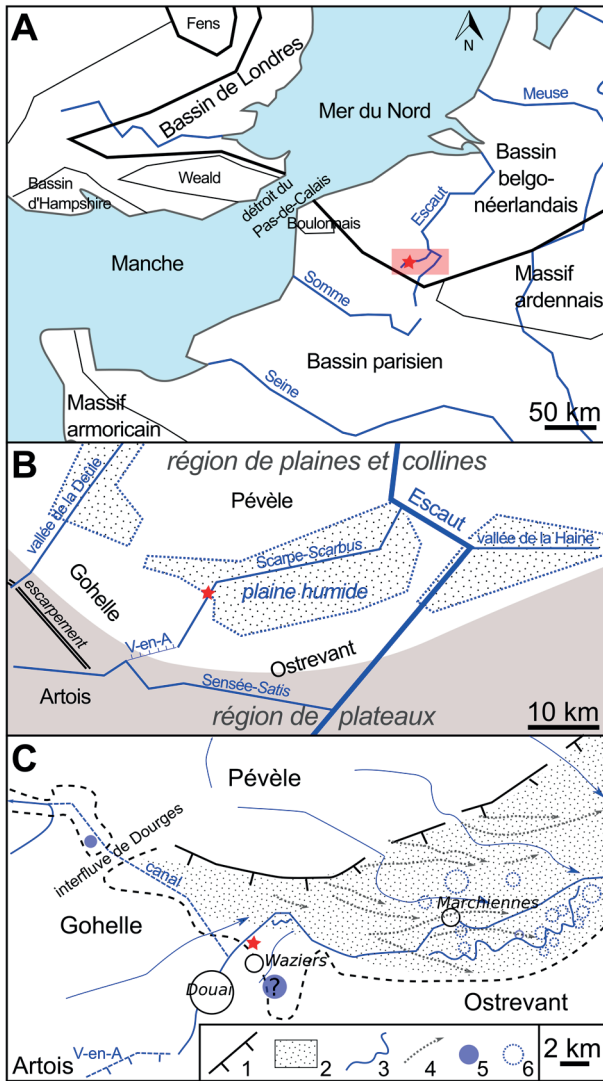 A
Fens
N
Bassin de Londres
Mer du Nord
Meuse
Bassin
belgo-
néerlandais
Weald
Bassin
d'Hampshire
détroit du
Pas-de-Calais
Boulonnais
Escaut
Manche
Massif
ardennais
Somme
Bassin parisien
Seine
Massif
armoricain
50 km
B
région de plaines et collines
vallée de la Deûle
Pévèle
Escaut
vallée de la Haine
Scarpe-Scarbus
plaine humide
Gohelle
escarpement
V-en-A
Ostrevant
Artois
Sensée-Satis
région de plateaux
10 km
C
Pévèle
interfluve de Dourges
canal
Marchiennes
Gohelle
Waziers
Douai
?
Ostrevant
V-en-A
Artois
1
2
3
4
5
6
2 km